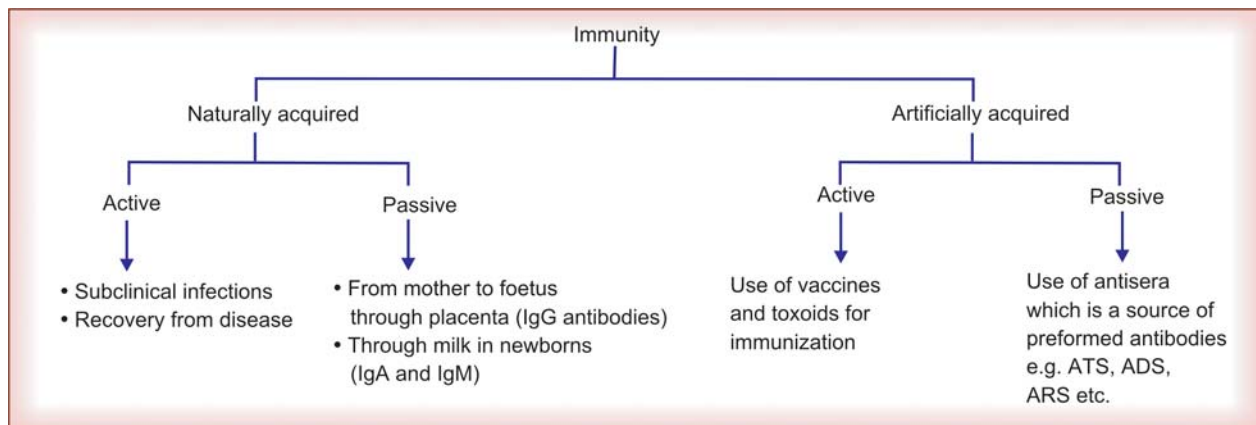 Immunity
Naturally acquired
Artificially acquired
Active
Passive
Active
Passive
• Subclinical infections
• Recovery from disease
• From mother to foetus
through placenta (IgG antibodies)
• Through milk in newborns
(IgA and IgM)
Use of vaccines
and toxoids for
immunization
Use of antisera
which is a source of
preformed antibodies
e.g. ATS, ADS,
ARS etc.